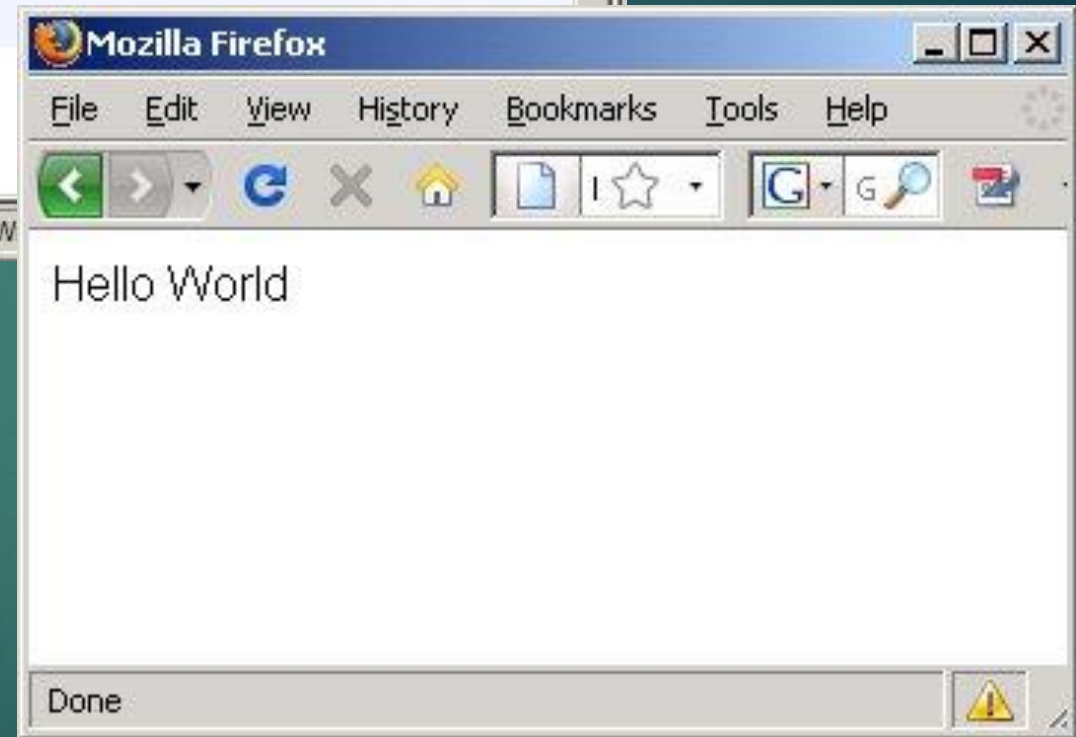 Mozilla Firefox
File Edit View History Bookmarks Tools Help
G G
W
Hello World
Done